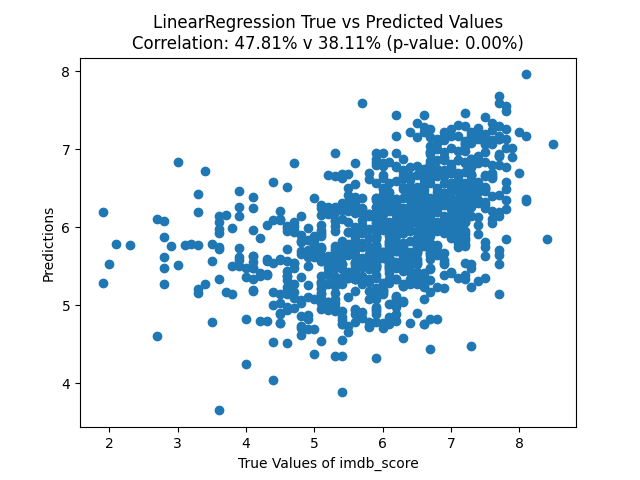 LinearRegression True vs Predicted Values
Correlation: 47.81% v 38.11% (p-value: 0.00%)
8
7
6
5
4
Predictions
2 3 4 5 6 7 8
True Values of imdb_score